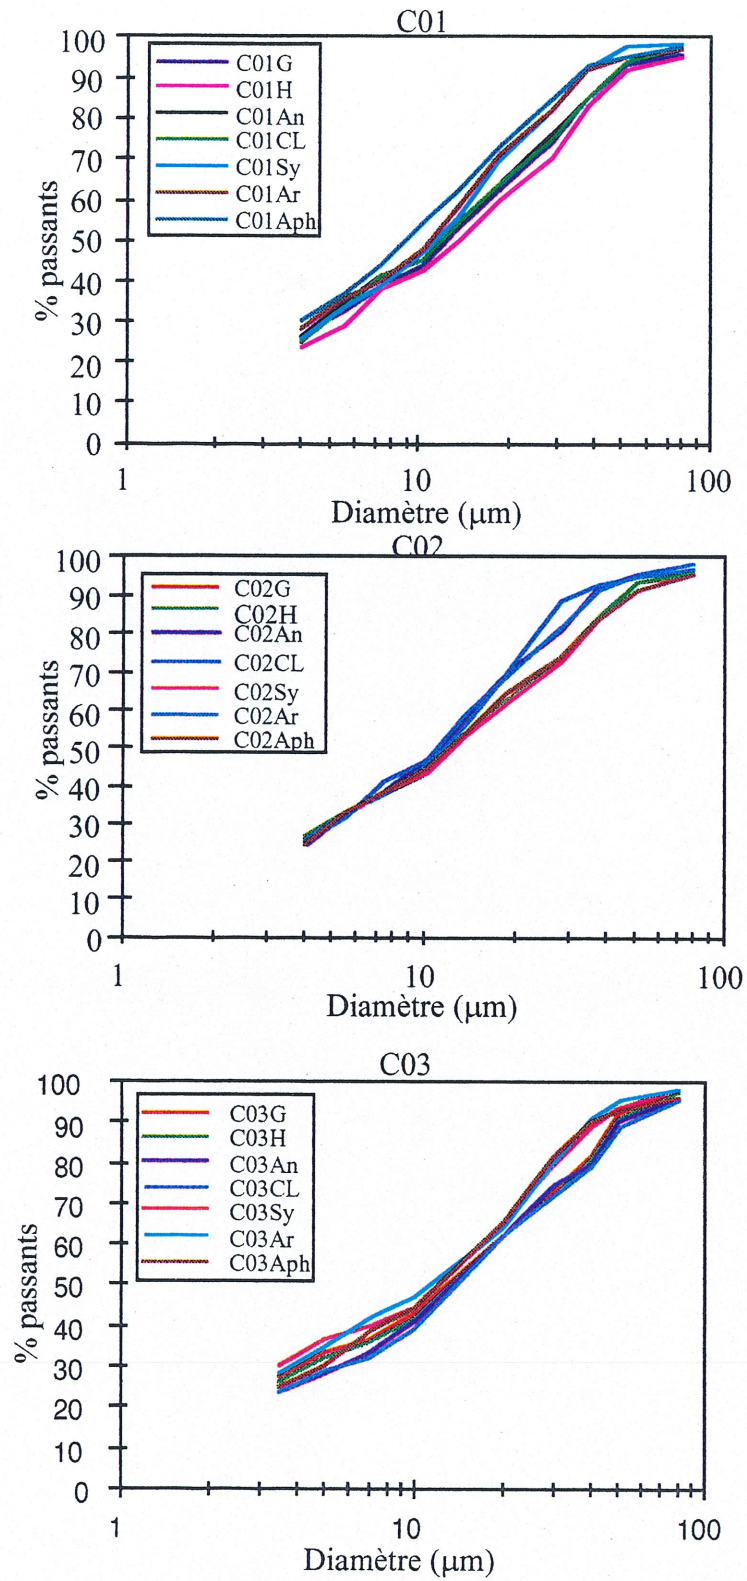 C01
100
90
80
70
60
50
40
30
20
10
0
% passants
C01G
C01H
C01An
C01CL
C01Sy
C01Ar
C01Aph
1
10
100
Diamètre (µm)
C02
100
90
80
70
60
50
40
30
20
10
0
% passants
C02G
C02H
C02An
C02CL
C02Sy
C02Ar
C02Aph
1
10
100
Diamètre (µm)
C03
100
90
80
70
60
50
40
30
20
10
0
% passants
C03G
C03H
C03An
C03CL
C03Sy
C03Ar
C03Aph
1
10
100
Diamètre (µm)